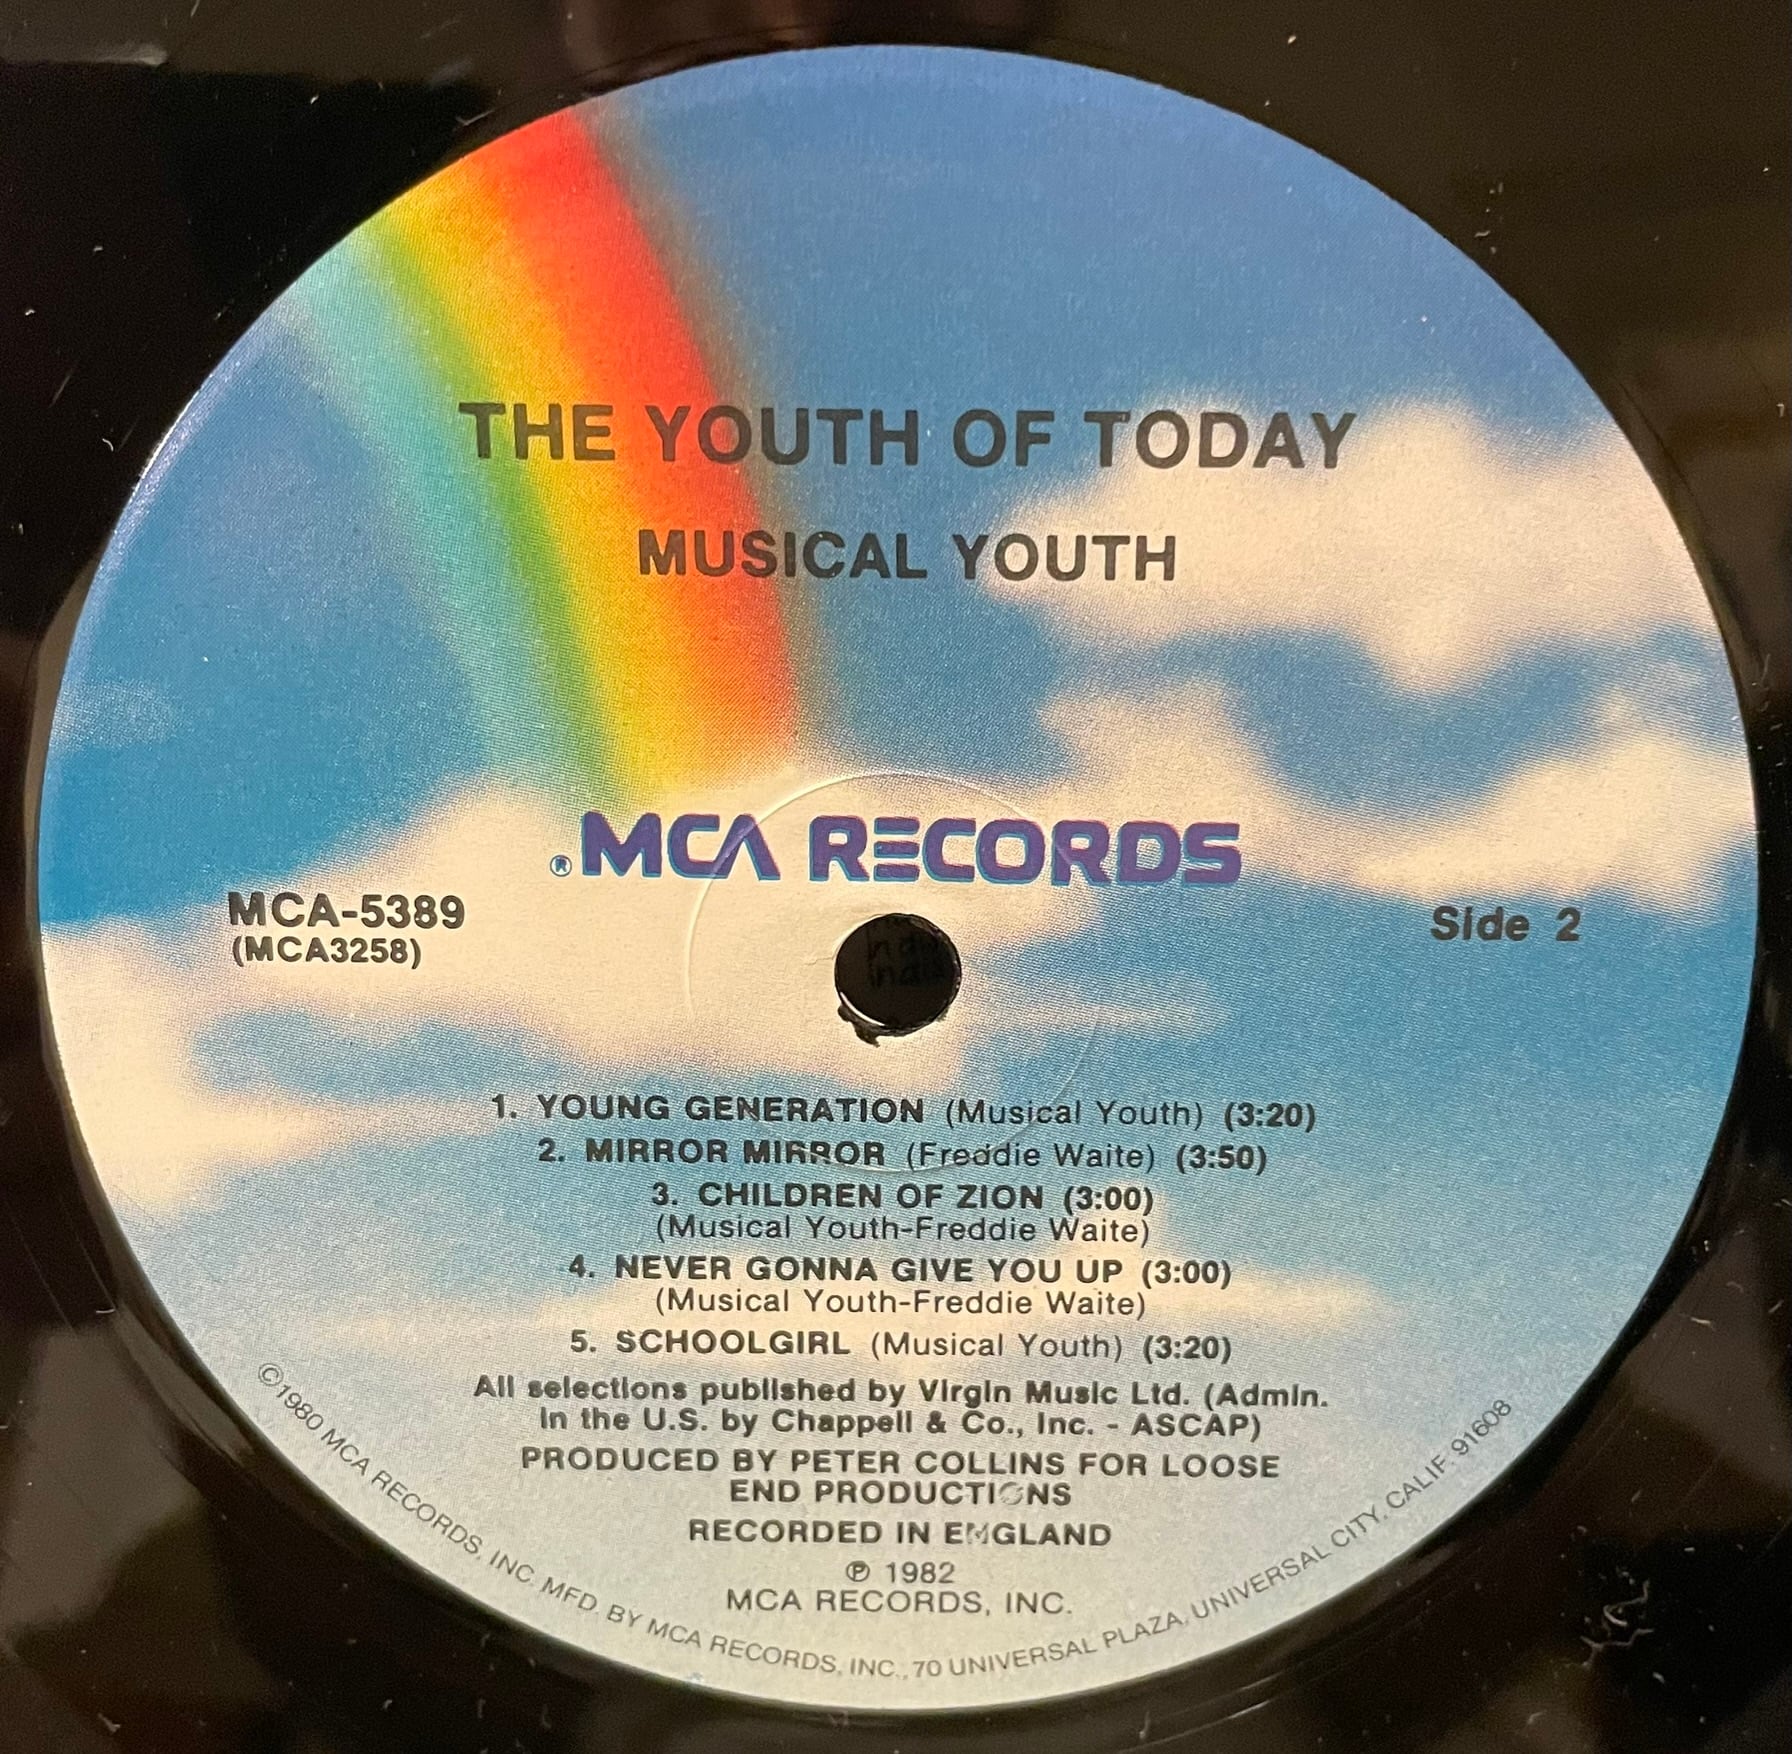 THE YOUTH OF TODAY
MUSICAL YOUTH
® MCA RECORDS
MCA-5389
(MCA3258)
Side 2
1. YOUNG GENERATION (Musical Youth) (3:20)
2. MIRROR MIRROR (Freddie Waite) (3:50)
3. CHILDREN OF ZION (3:00)
(Musical Youth-Freddie Waite)
4. NEVER GONNA GIVE YOU UP (3:00)
(Musical Youth-Freddie Waite)
5. SCHOOLGIRL (Musical Youth) (3:20)
All selections published by Virgin Music Ltd. (Admin.
in the U.S. by Chappell & Co., Inc. - ASCAP)
PRODUCED BY PETER COLLINS FOR LOOSE
END PRODUCTIONS
RECORDED IN ENGLAND
℗ 1982
MCA RECORDS, INC.
©1980 MCA RECORDS, INC. MFD. BY MCA RECORDS, INC., 70 UNIVERSAL PLAZA, UNIVERSAL CITY, CALIF. 91608